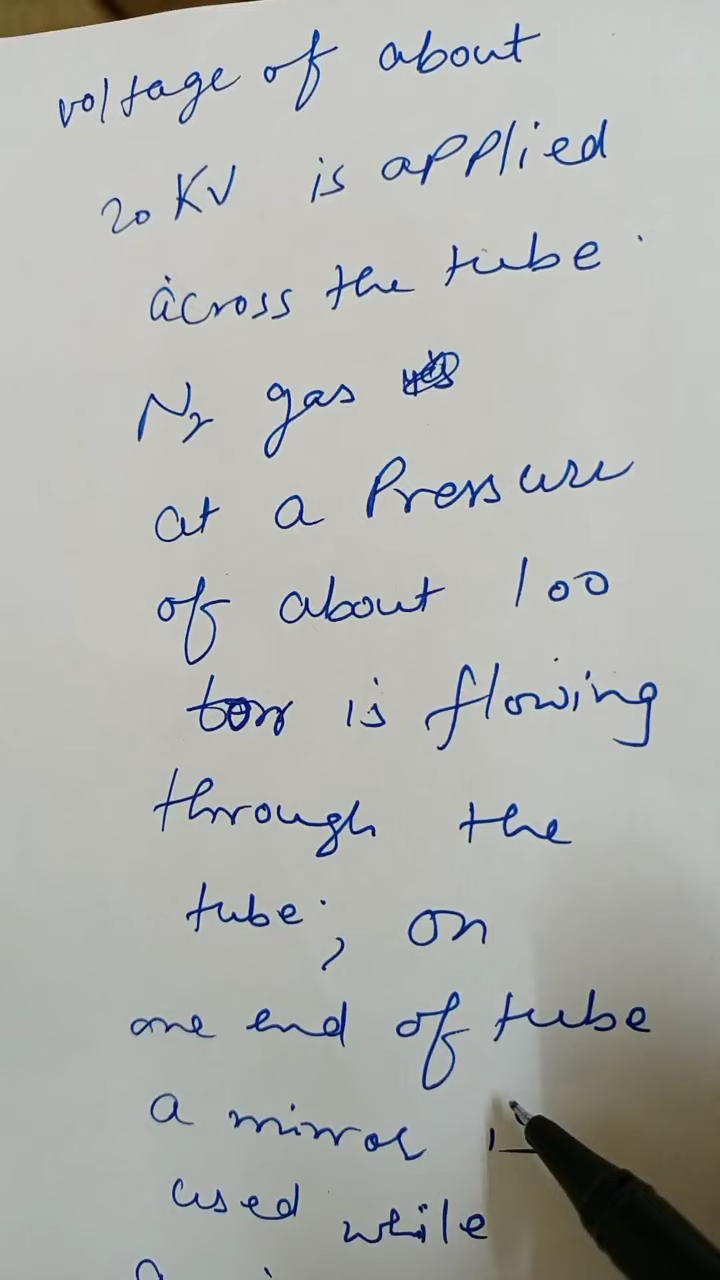 voltage of about
20 KV is applied
across the tube.
N2 gas
at a Pressure
of about 100
torr is flowing
through the
tube; on
one end of tube
a mirror
used while